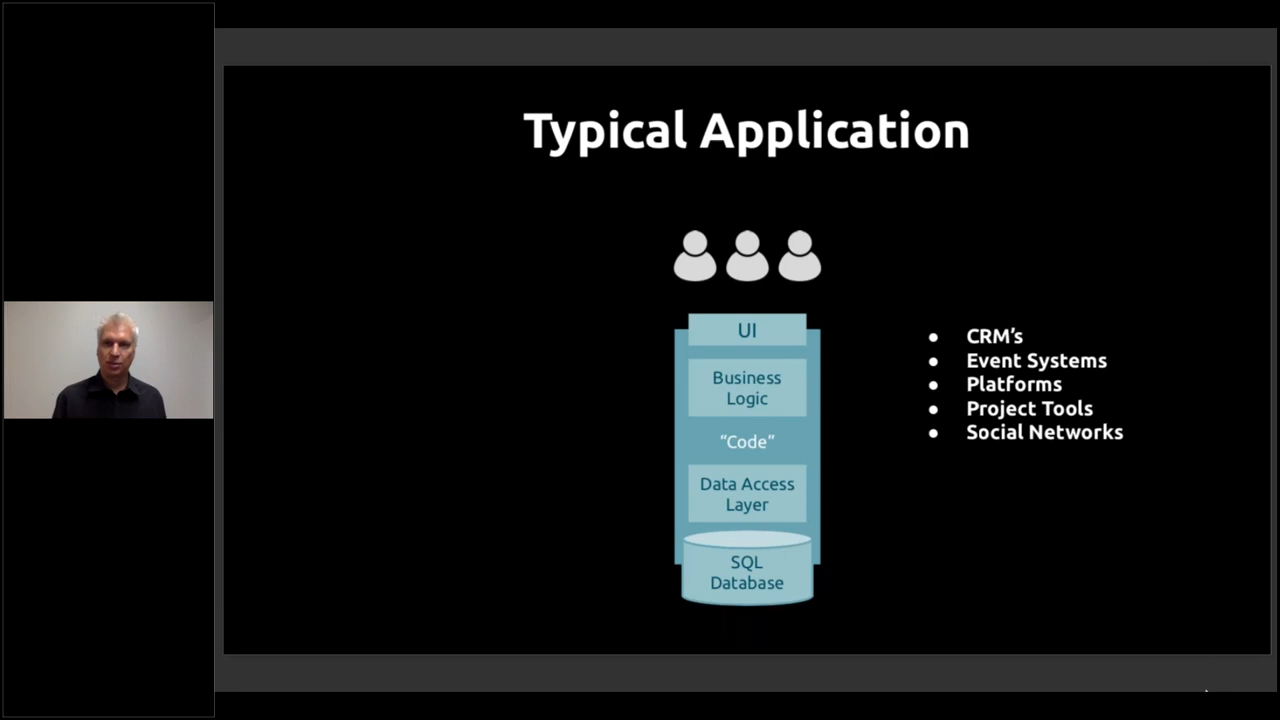 Typical Application
UI
Business
Logic
“Code”
Data Access
Layer
SQL
Database
● CRM’s
● Event Systems
● Platforms
● Project Tools
● Social Networks